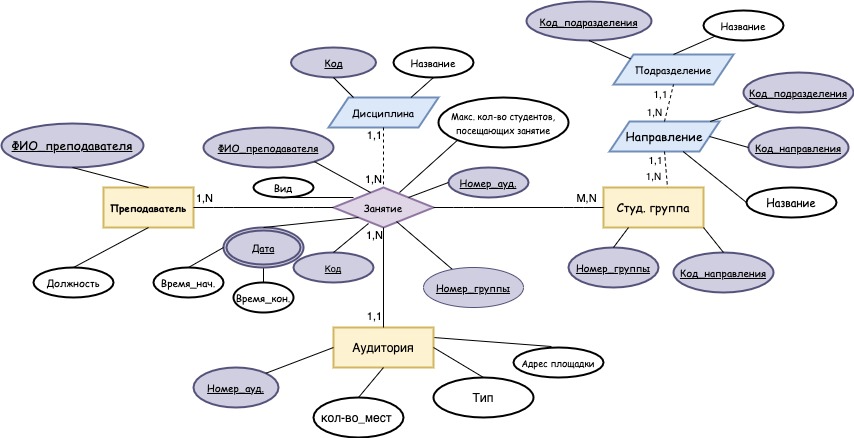 Код_подразделения
Название
Код
Название
Подразделение
1,1
Код_подразделения
Дисциплина
1,1
Макс. кол-во студентов,
посещающих занятие
1,N
Направление
ФИО_преподавателя
ФИО_преподавателя
Код_направления
1,1
1,N
1,N
Номер_ауд.
Вид
Название
Преподаватель
1,N
Занятие
M,N
Студ. группа
1,N
Дата
Код
Номер_группы
Код_направления
Должность
Время_нач.
Номер_группы
Время_кон.
1,1
Аудитория
Адрес площадки
Номер_ауд.
Тип
кол-во_мест